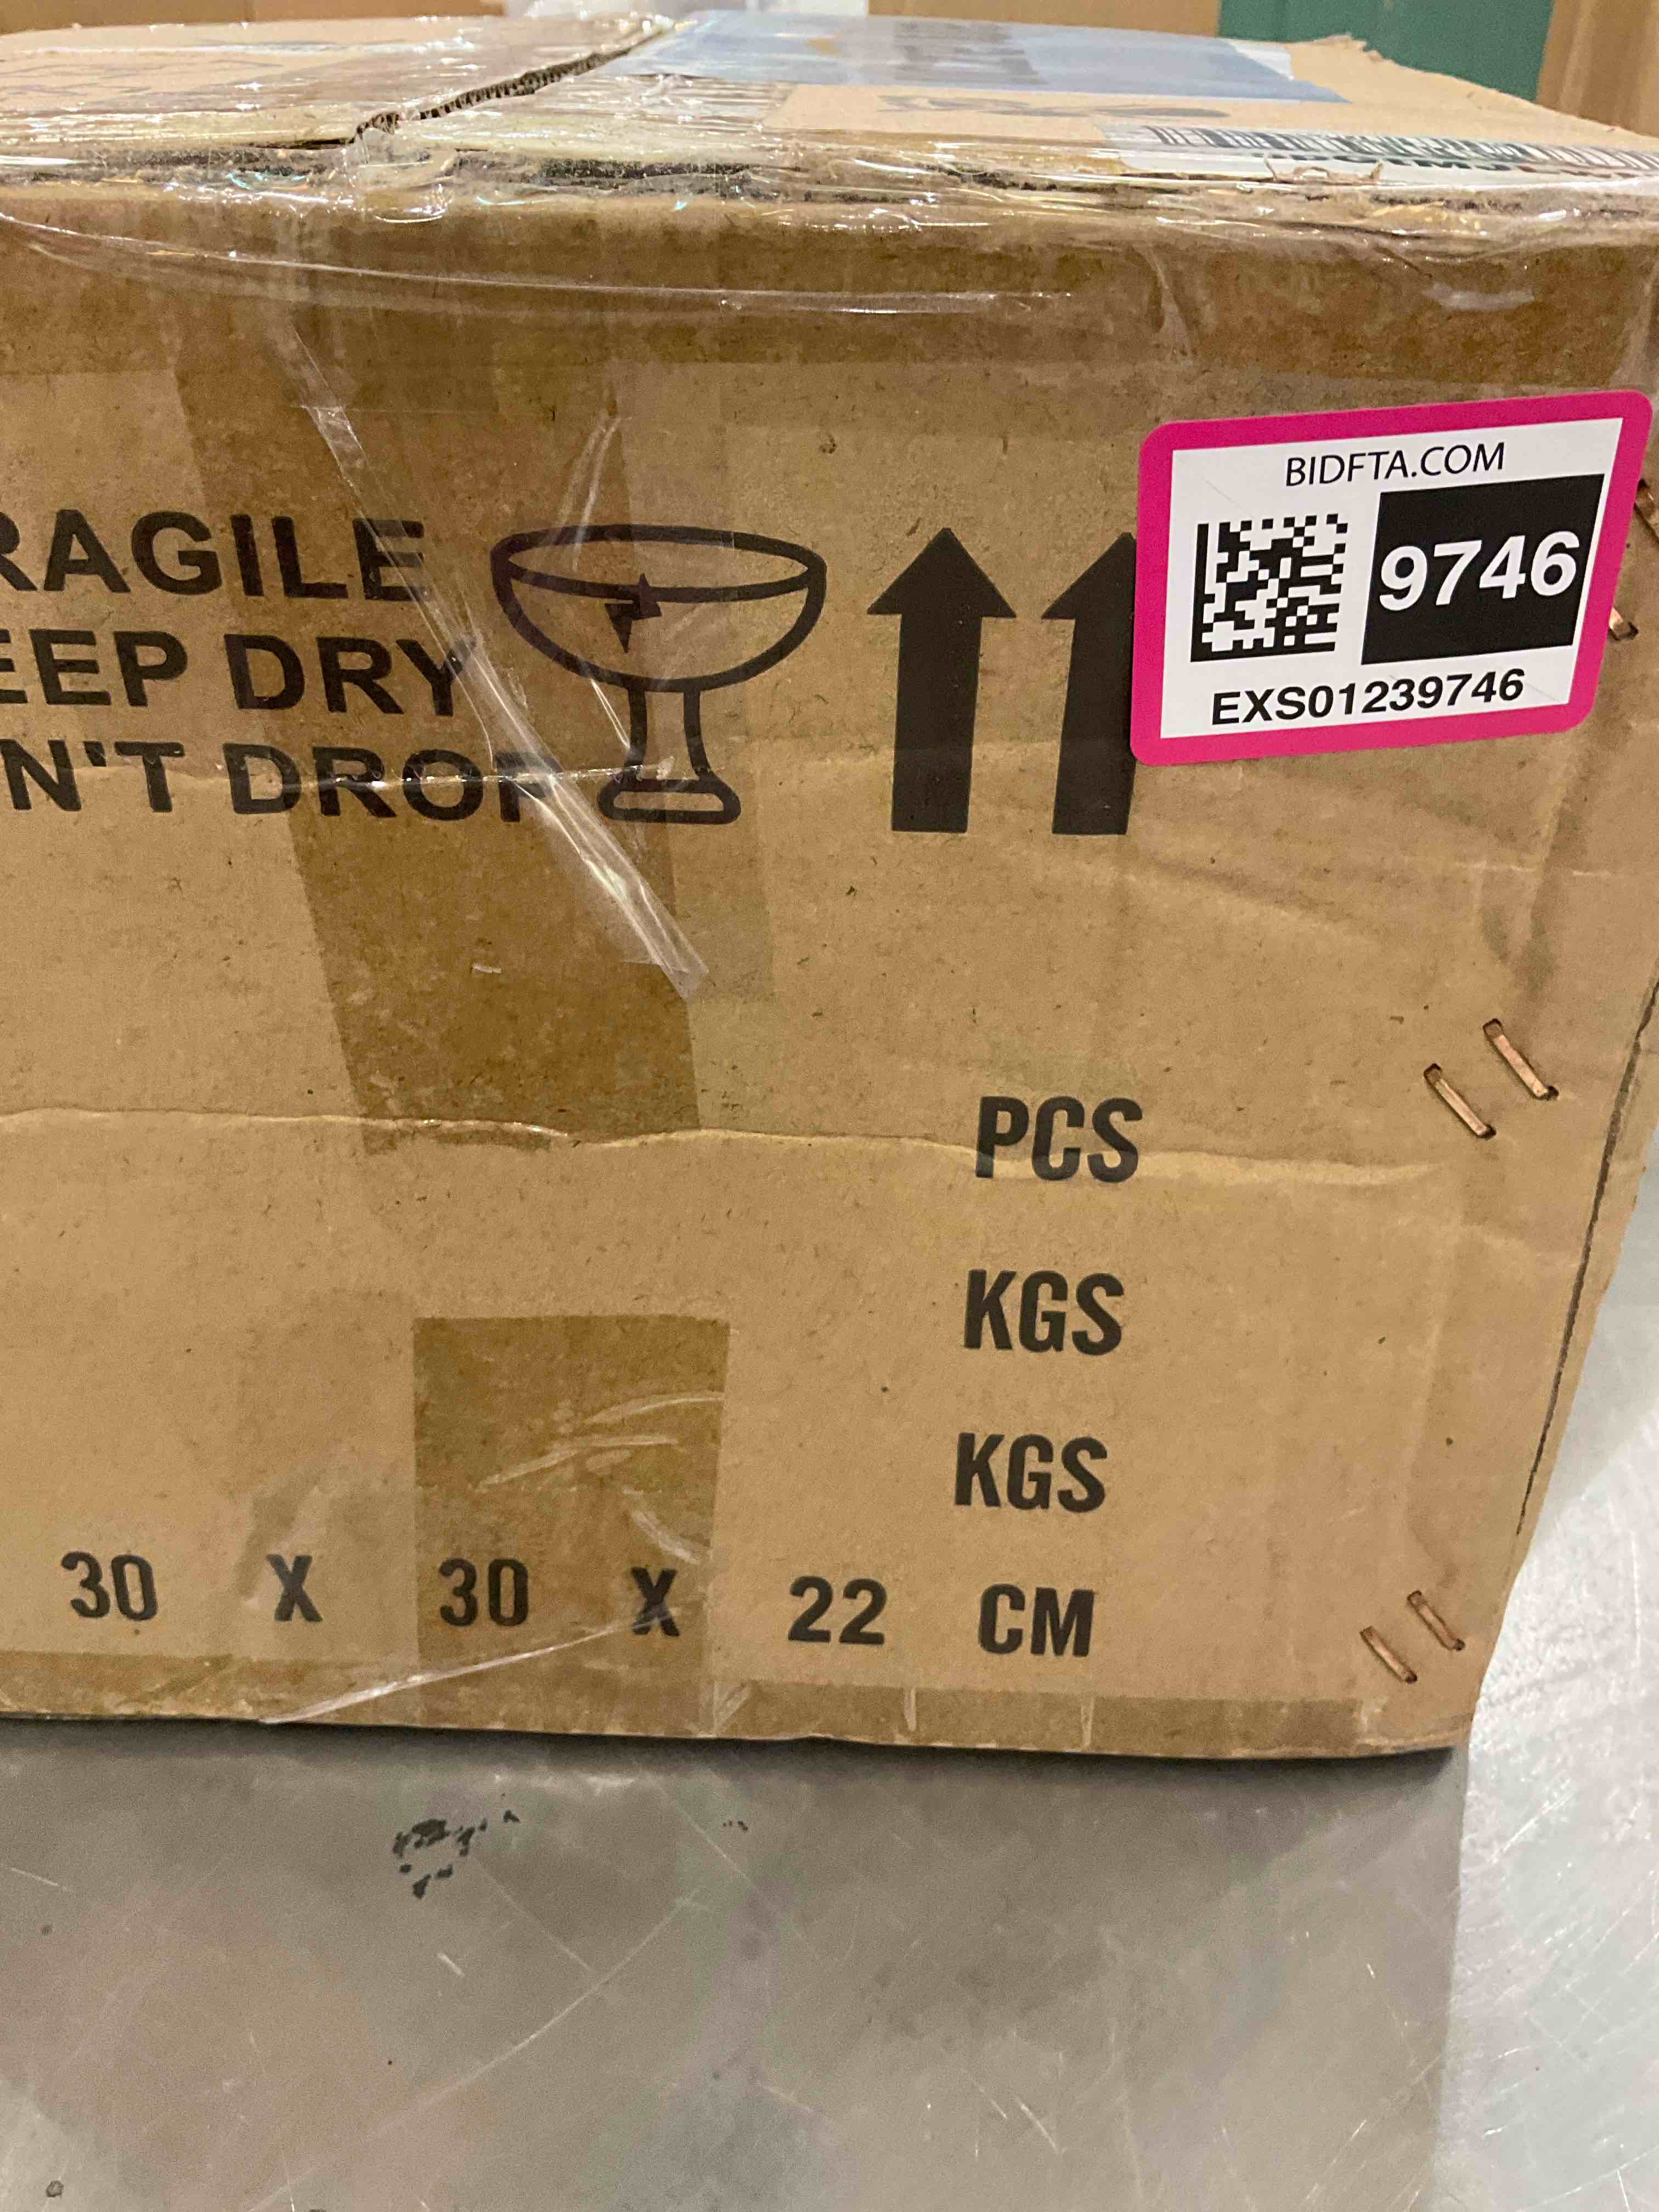 BIDFTA.COM
9746
EXS01239746
RAGILE
EEP DRY
N'T DROP
PCS
KGS
KGS
30 X 30 X 22 CM